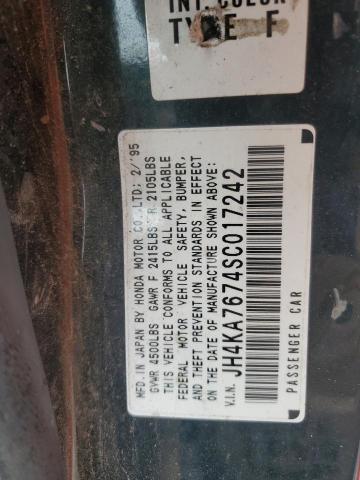 INT. COLOR
TYPE F
MFD. IN JAPAN BY HONDA MOTOR CO., LTD; 2/'95
GVWR 4500LBS GAWR F 2415LBS R 2105LBS
THIS VEHICLE CONFORMS TO ALL APPLICABLE
FEDERAL MOTOR VEHICLE SAFETY, BUMPER,
AND THEFT PREVENTION STANDARDS IN EFFECT
ON THE DATE OF MANUFACTURE SHOWN ABOVE:
V.I.N. JH4KA7674SC017242
PASSENGER CAR